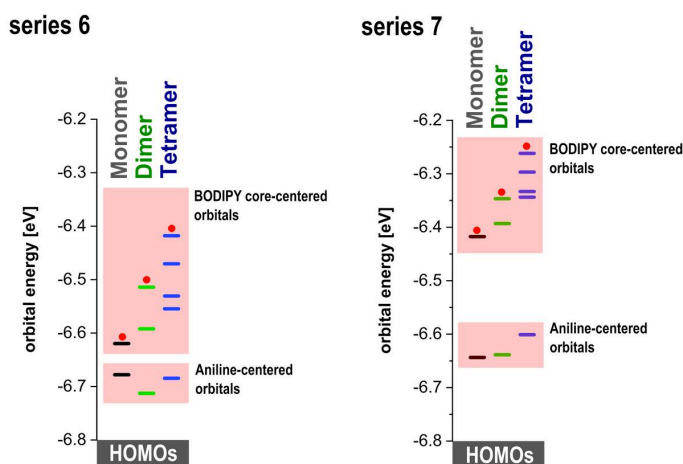 series 6
Monomer
Dimer
Tetramer
orbital energy [eV]
-6.2
-6.3
-6.4
-6.5
-6.6
-6.7
-6.8
BODIPY core-centered
orbitals
Aniline-centered
orbitals
HOMOs
series 7
Monomer
Dimer
Tetramer
orbital energy [eV]
-6.2
-6.3
-6.4
-6.5
-6.6
-6.7
-6.8
BODIPY core-centered
orbitals
Aniline-centered
orbitals
HOMOs